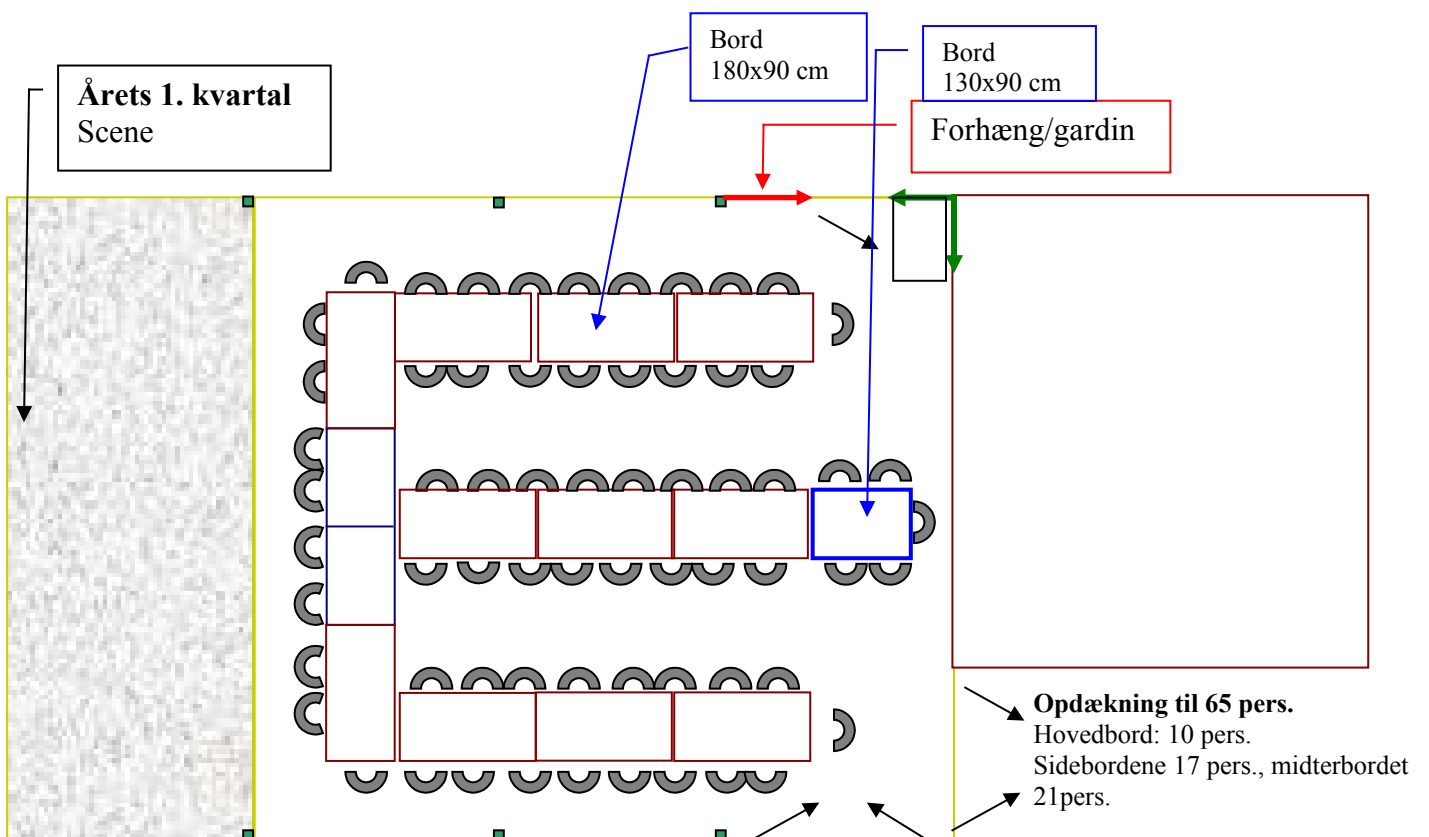 Bord
180x90 cm
Bord
130x90 cm
Årets 1. kvartal
Scene
Forhæng/gardin
Opdækning til 65 pers.
Hovedbord: 10 pers.
Sidebordene 17 pers., midterbordet
21pers.